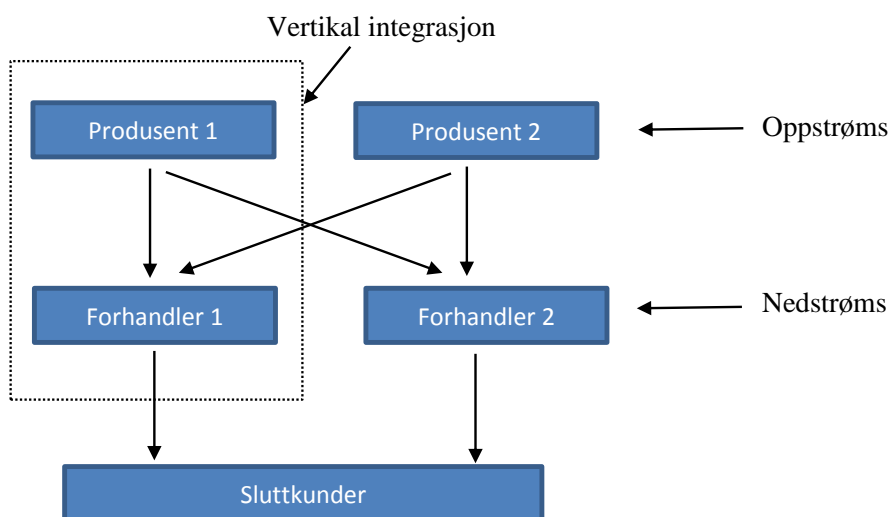 Vertikal integrasjon
Produsent 1
Produsent 2
Oppstrøms
Forhandler 1
Forhandler 2
Nedstrøms
Sluttkunder